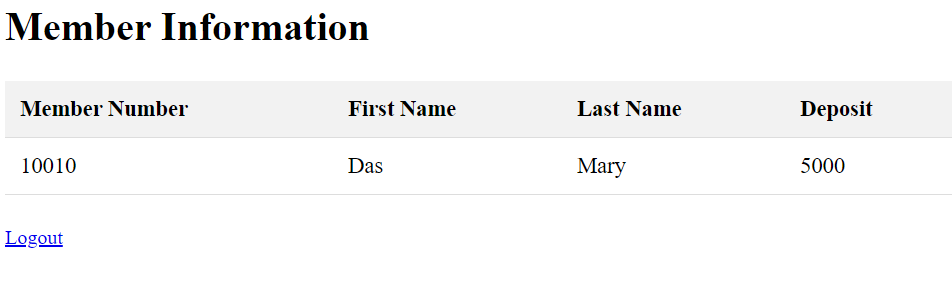 Member Information
Member Number First Name Last Name Deposit
10010 Das Mary 5000
Logout